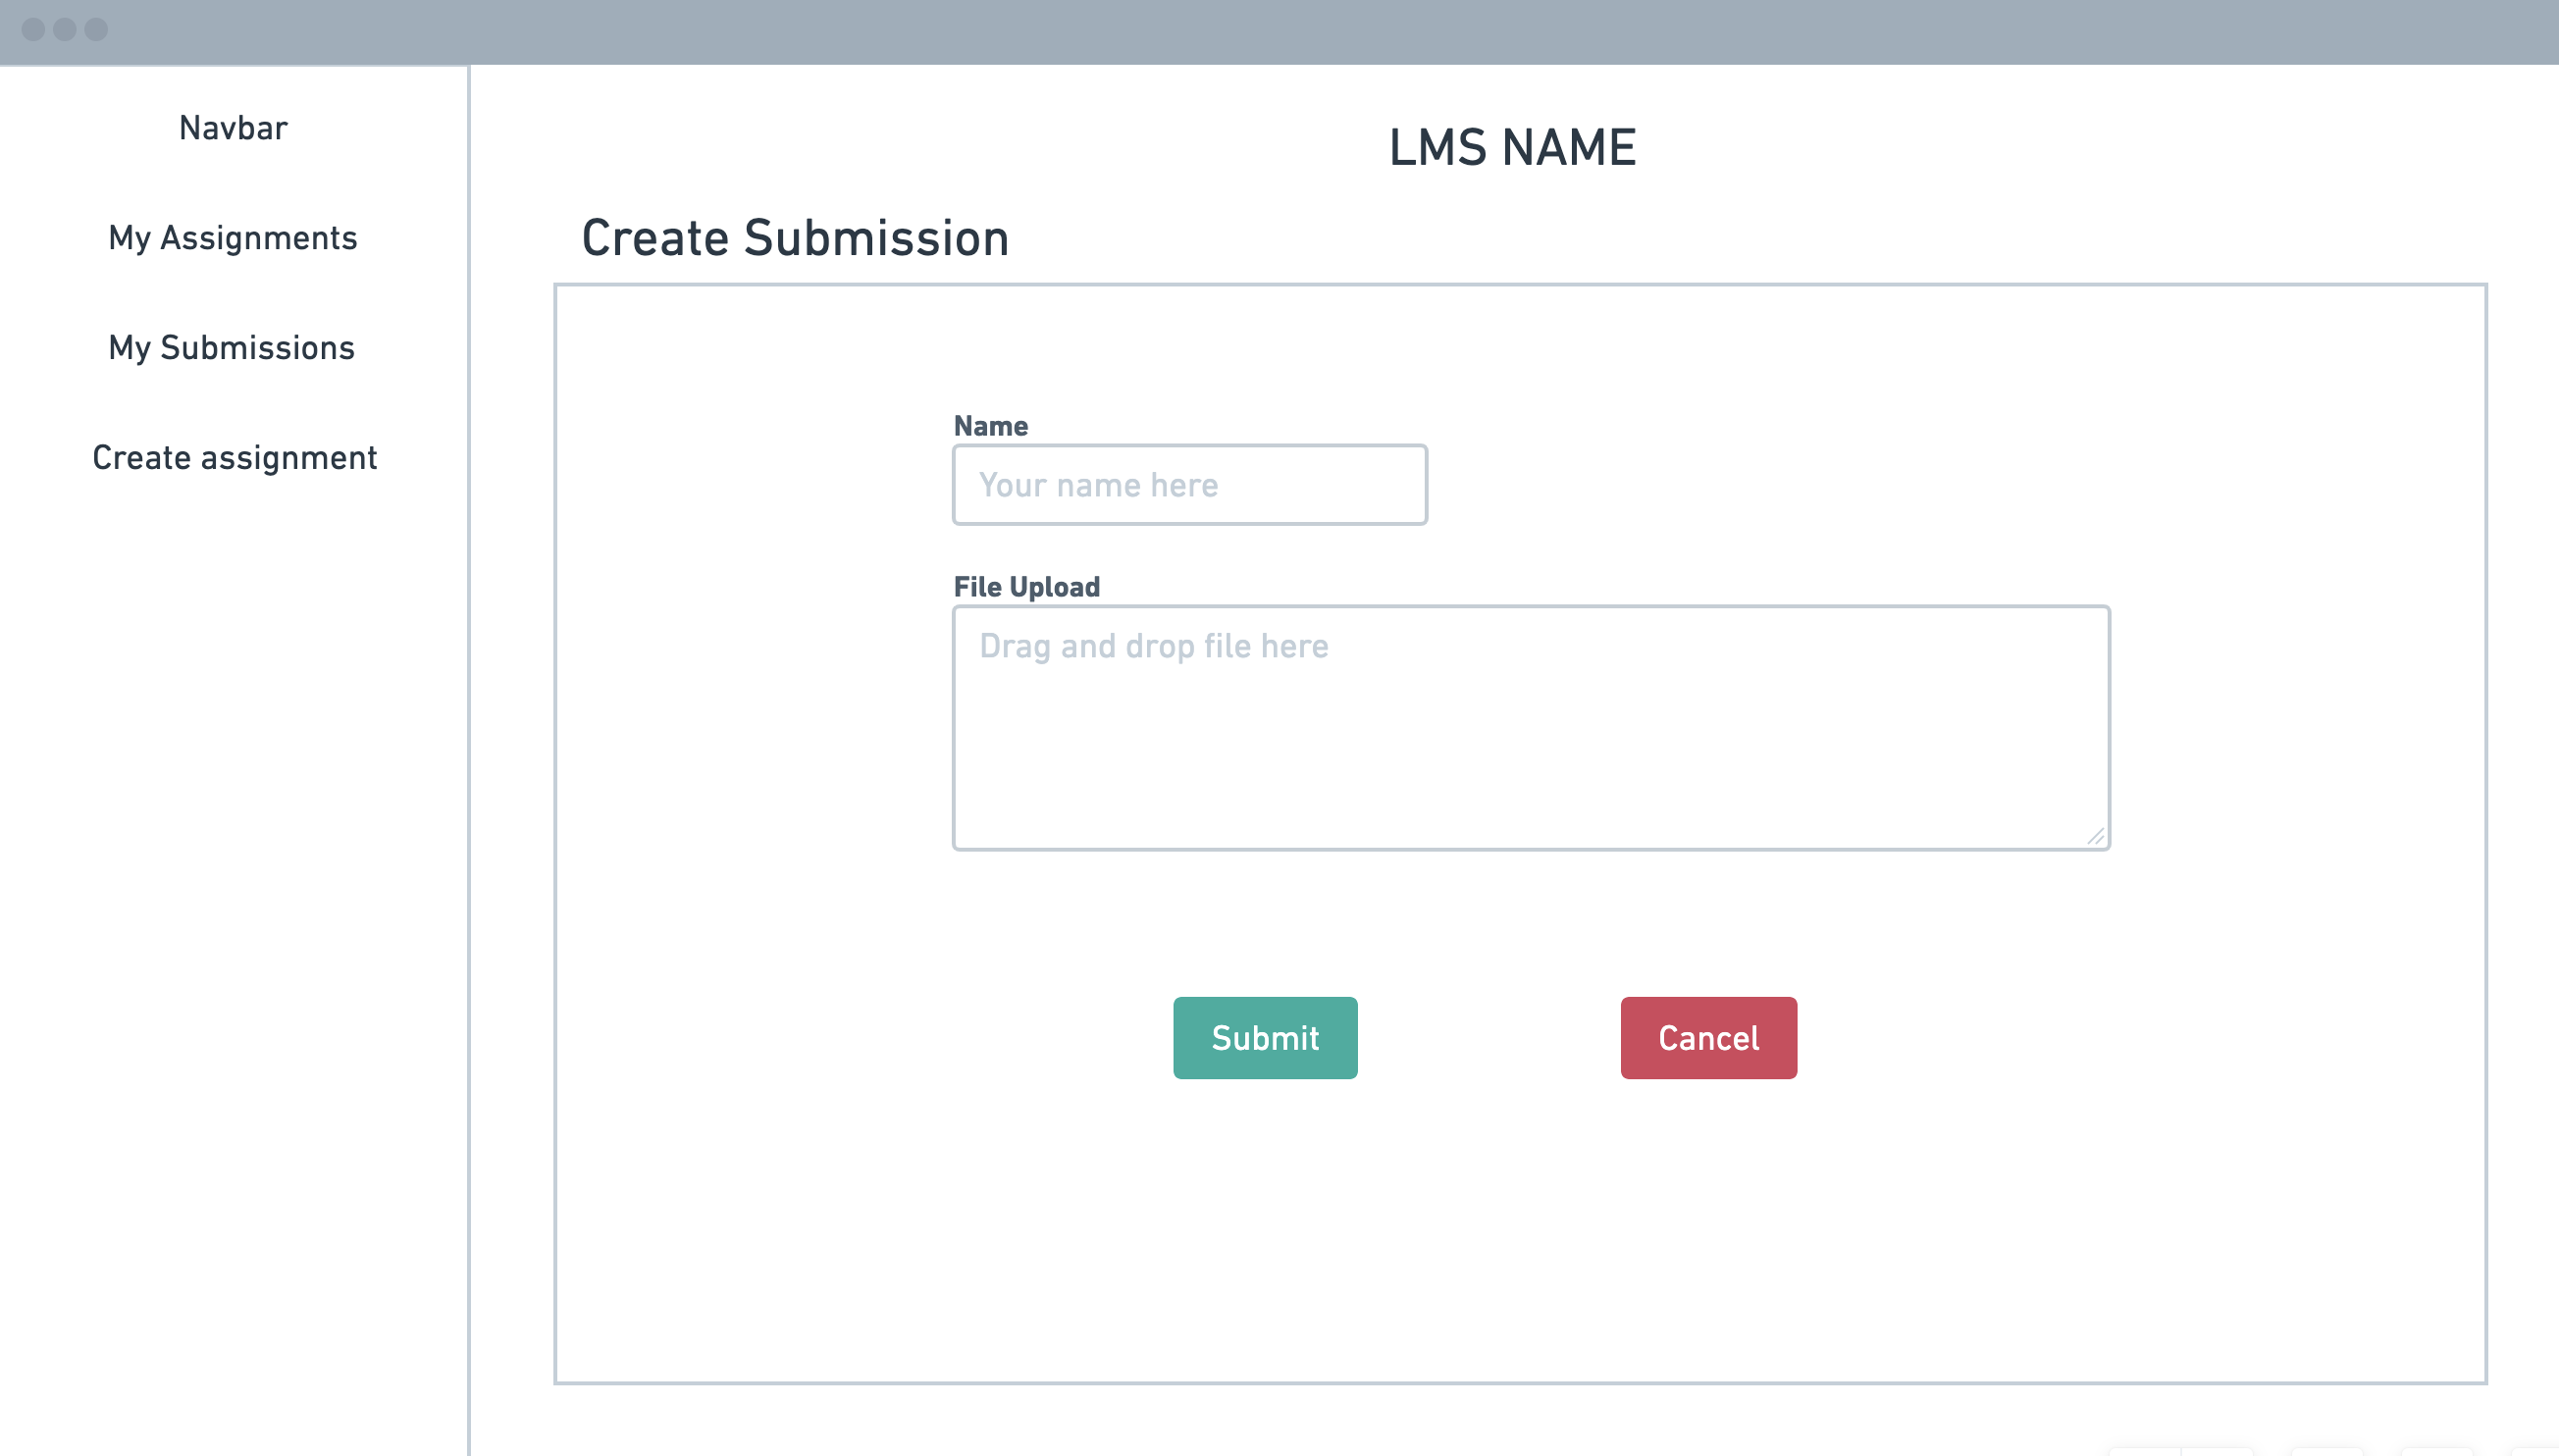 Navbar
My Assignments
My Submissions
Create assignment
LMS NAME
Create Submission
Name
Your name here
File Upload
Drag and drop file here
Submit
Cancel